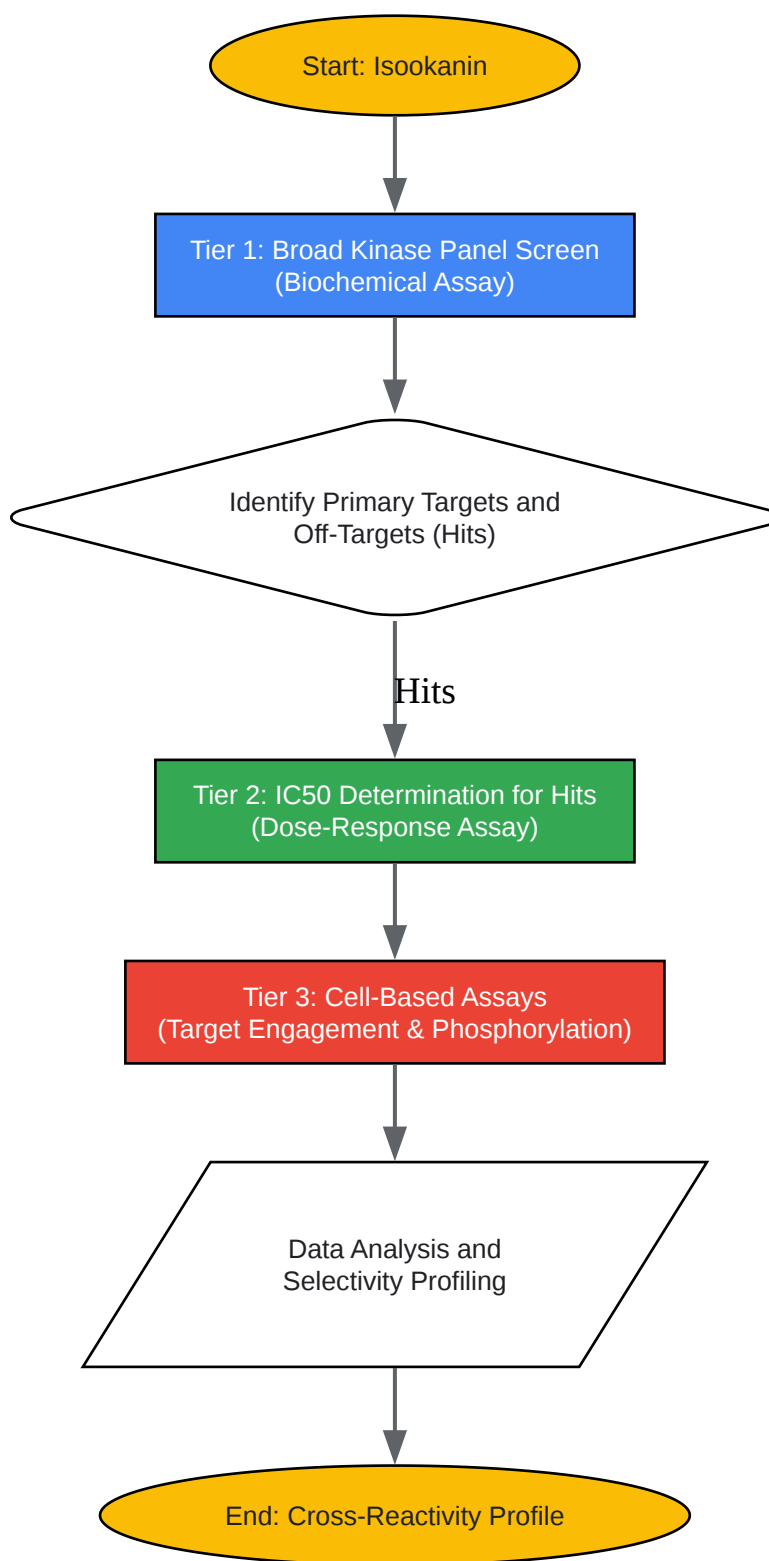 Start: Isookanin
Tier 1: Broad Kinase Panel Screen
(Biochemical Assay)
Identify Primary Targets and
Off-Targets (Hits)
Hits
Tier 2: IC50 Determination for Hits
(Dose-Response Assay)
Tier 3: Cell-Based Assays
(Target Engagement & Phosphorylation)
Data Analysis and
Selectivity Profiling
End: Cross-Reactivity Profile